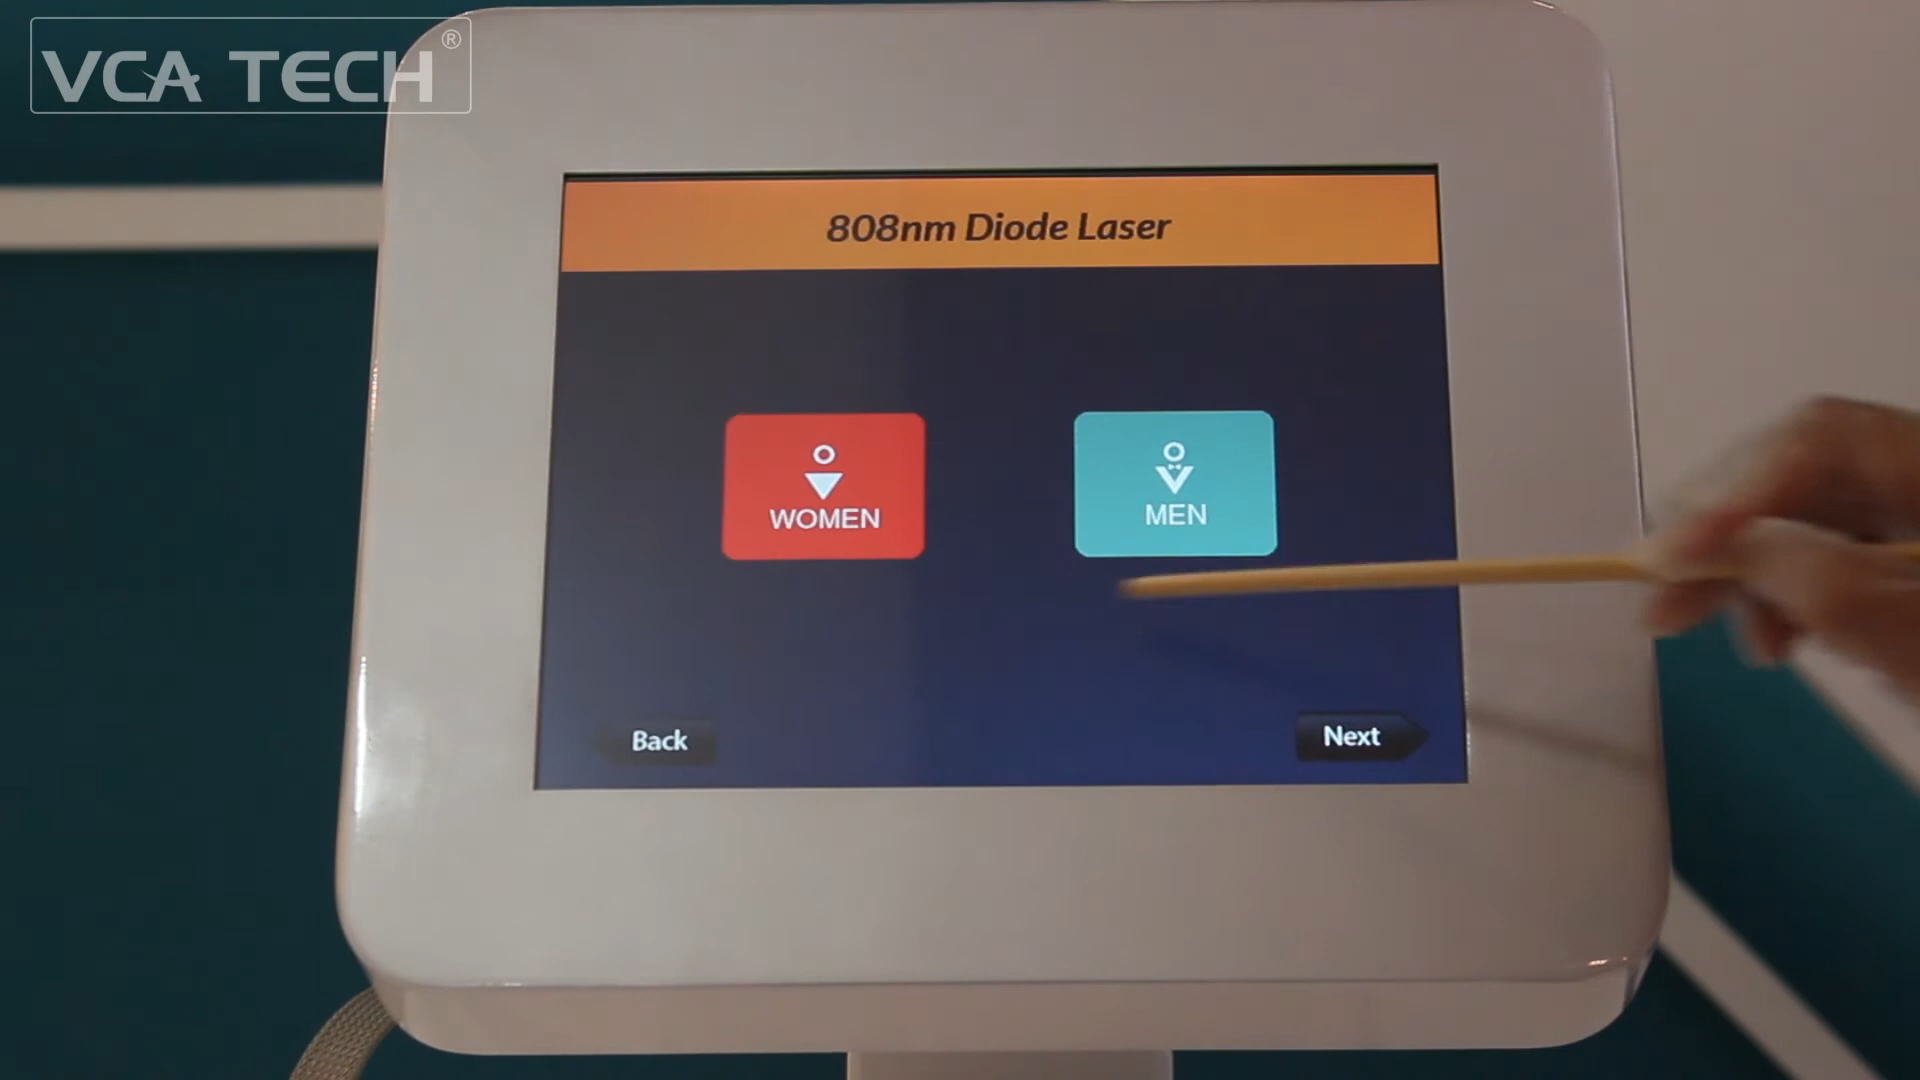 VCA TECH®
808nm Diode Laser
WOMEN
MEN
Back
Next